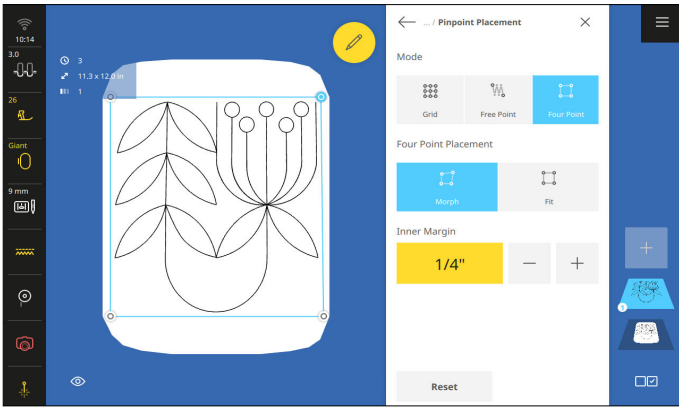 10:14
3.0
26
Giant
9 mm
3
11.3 x 12.0 in
1
... / Pinpoint Placement
Mode
Grid
Free Point
Four Point
Four Point Placement
Morph
Fit
Inner Margin
1/4"
Reset
1